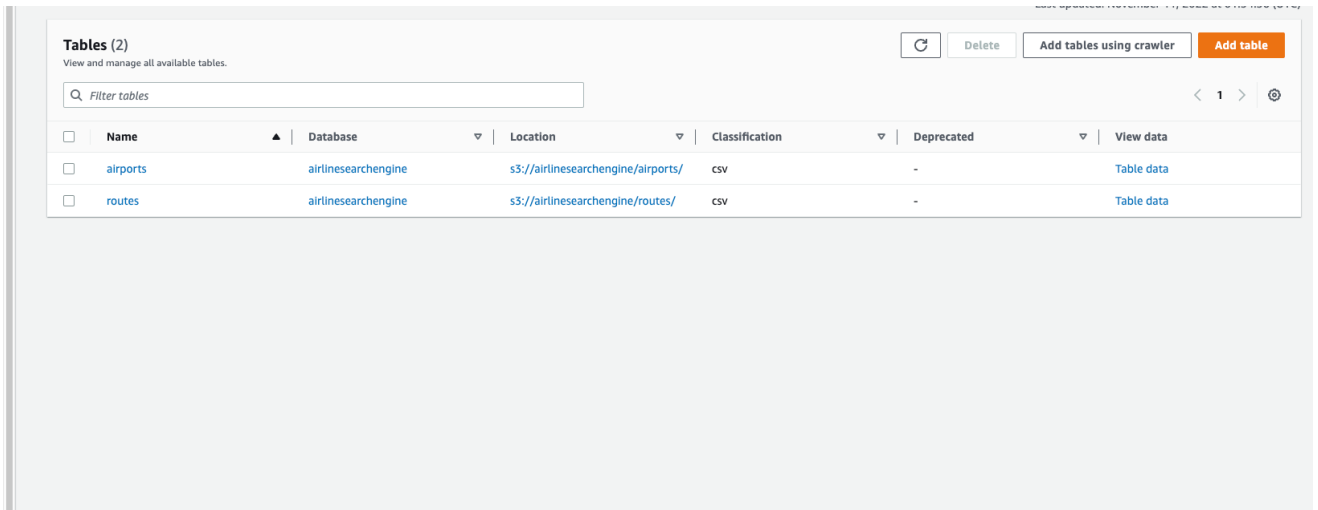 Tables (2)
Delete
Add tables using crawler
Add table
View and manage all available tables.
Filter tables
1
Name Database Location Classification Deprecated View data
airports airlinesearchengine s3://airlinesearchengine/airports/ csv - Table data
routes airlinesearchengine s3://airlinesearchengine/routes/ csv - Table data